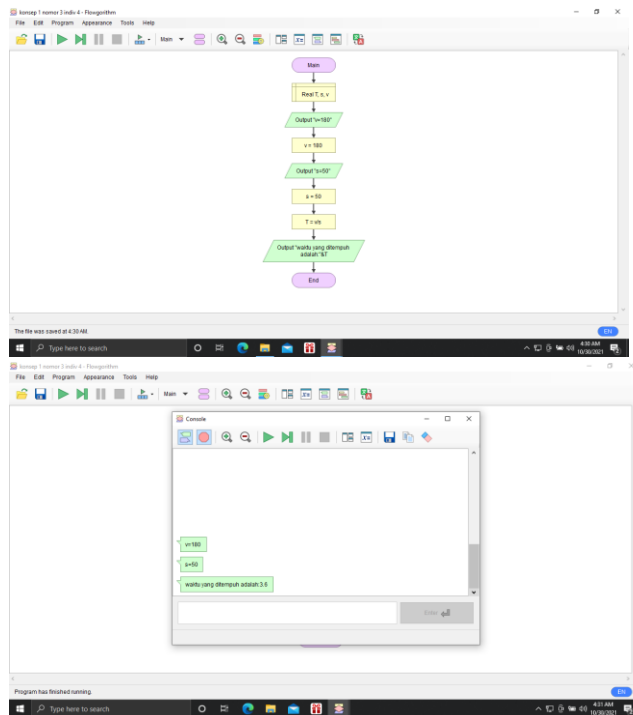 konsep 1 nomor 3 indiv 4 - Flowgorithm
File Edit Program Appearance Tools Help
Main
Main
Real T, s, v
Output "v=180"
v = 180
Output "s=50"
s = 50
T = v/s
Output "waktu yang ditempuh
adalah:"&T
End
The file was saved at 4:30 AM.
EN
Type here to search
4:30 AM
10/30/2021
konsep 1 nomor 3 indiv 4 - Flowgorithm
File Edit Program Appearance Tools Help
Main
Console
v=180
s=50
waktu yang ditempuh adalah:3.6
Enter
Program has finished running.
EN
Type here to search
4:31 AM
10/30/2021